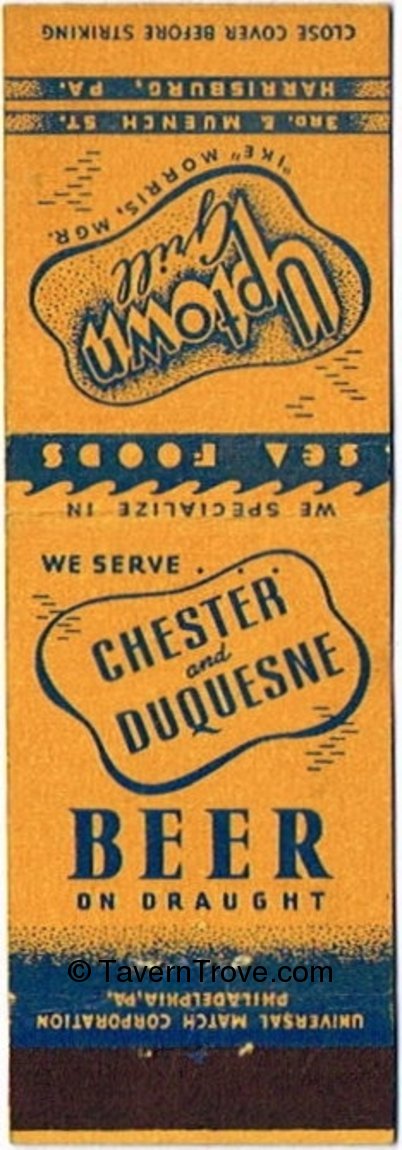 CLOSE COVER BEFORE STRIKING
HARRISBURG, PA.
3RD. & MUENCH ST.
"IKE" MORRIS, MGR.
Uptown
Grill
SEA FOODS
WE SPECIALIZE IN
WE SERVE . . .
CHESTER
and
DUQUESNE
BEER
ON DRAUGHT
© TavernTrove.com
PHILADELPHIA, PA.
UNIVERSAL MATCH CORPORATION